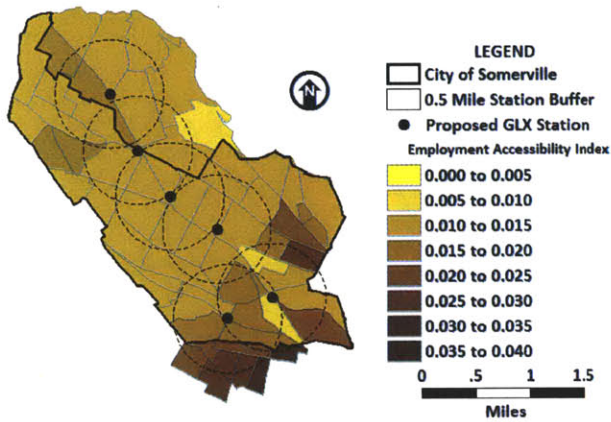 N
LEGEND
City of Somerville
0.5 Mile Station Buffer
Proposed GLX Station
Employment Accessibility Index
0.000 to 0.005
0.005 to 0.010
0.010 to 0.015
0.015 to 0.020
0.020 to 0.025
0.025 to 0.030
0.030 to 0.035
0.035 to 0.040
0 .5 1 1.5
Miles